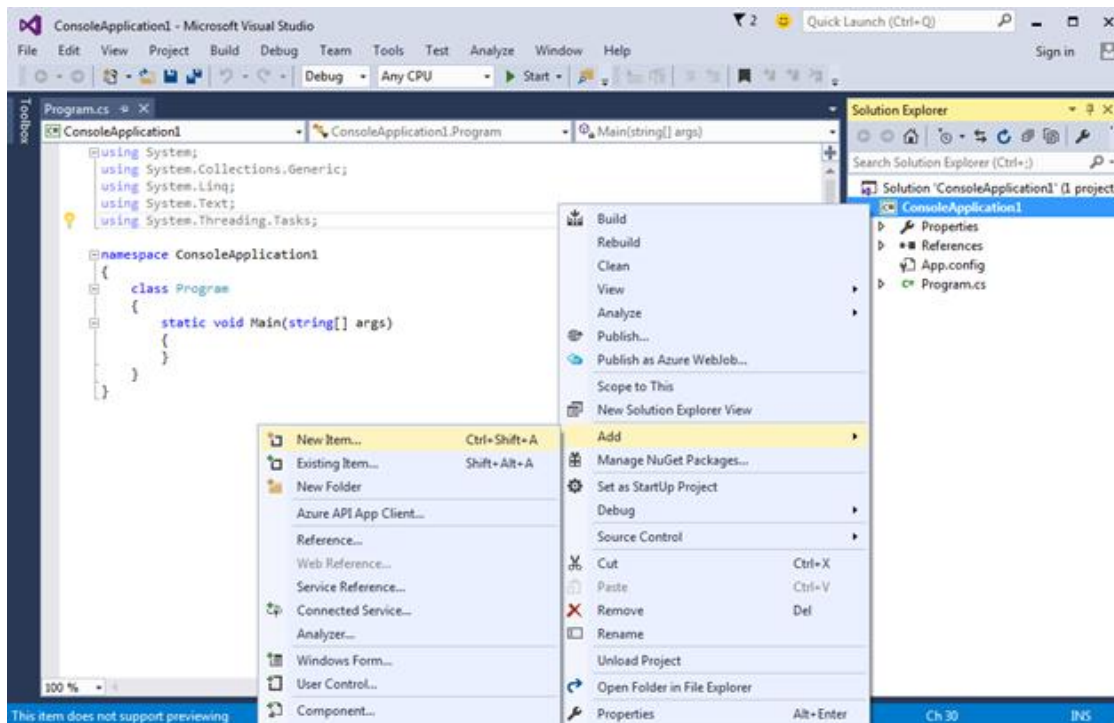 ConsoleApplication1 - Microsoft Visual Studio
2
Quick Launch (Ctrl+Q)
File Edit View Project Build Debug Team Tools Test Analyze Window Help
Sign in
Debug Any CPU Start
Toolbox
Program.cs
ConsoleApplication1
ConsoleApplication1.Program
Main(string[] args)
using System;
using System.Collections.Generic;
using System.Linq;
using System.Text;
using System.Threading.Tasks;
namespace ConsoleApplication1
{
class Program
{
static void Main(string[] args)
{
}
}
}
100 %
Solution Explorer
Search Solution Explorer (Ctrl+;)
Solution 'ConsoleApplication1' (1 project
ConsoleApplication1
Properties
References
App.config
C# Program.cs
Build
Rebuild
Clean
View
Analyze
Publish...
Publish as Azure WebJob...
Scope to This
New Solution Explorer View
Add
Manage NuGet Packages...
Set as StartUp Project
Debug
Source Control
Cut Ctrl+X
Paste Ctrl+V
Remove Del
Rename
Unload Project
Open Folder in File Explorer
Properties Alt+Enter
New Item... Ctrl+Shift+A
Existing Item... Shift+Alt+A
New Folder
Azure API App Client...
Reference...
Web Reference...
Service Reference...
Connected Service...
Analyzer...
Windows Form...
User Control...
Component...
This item does not support previewing
Ch 30
INS